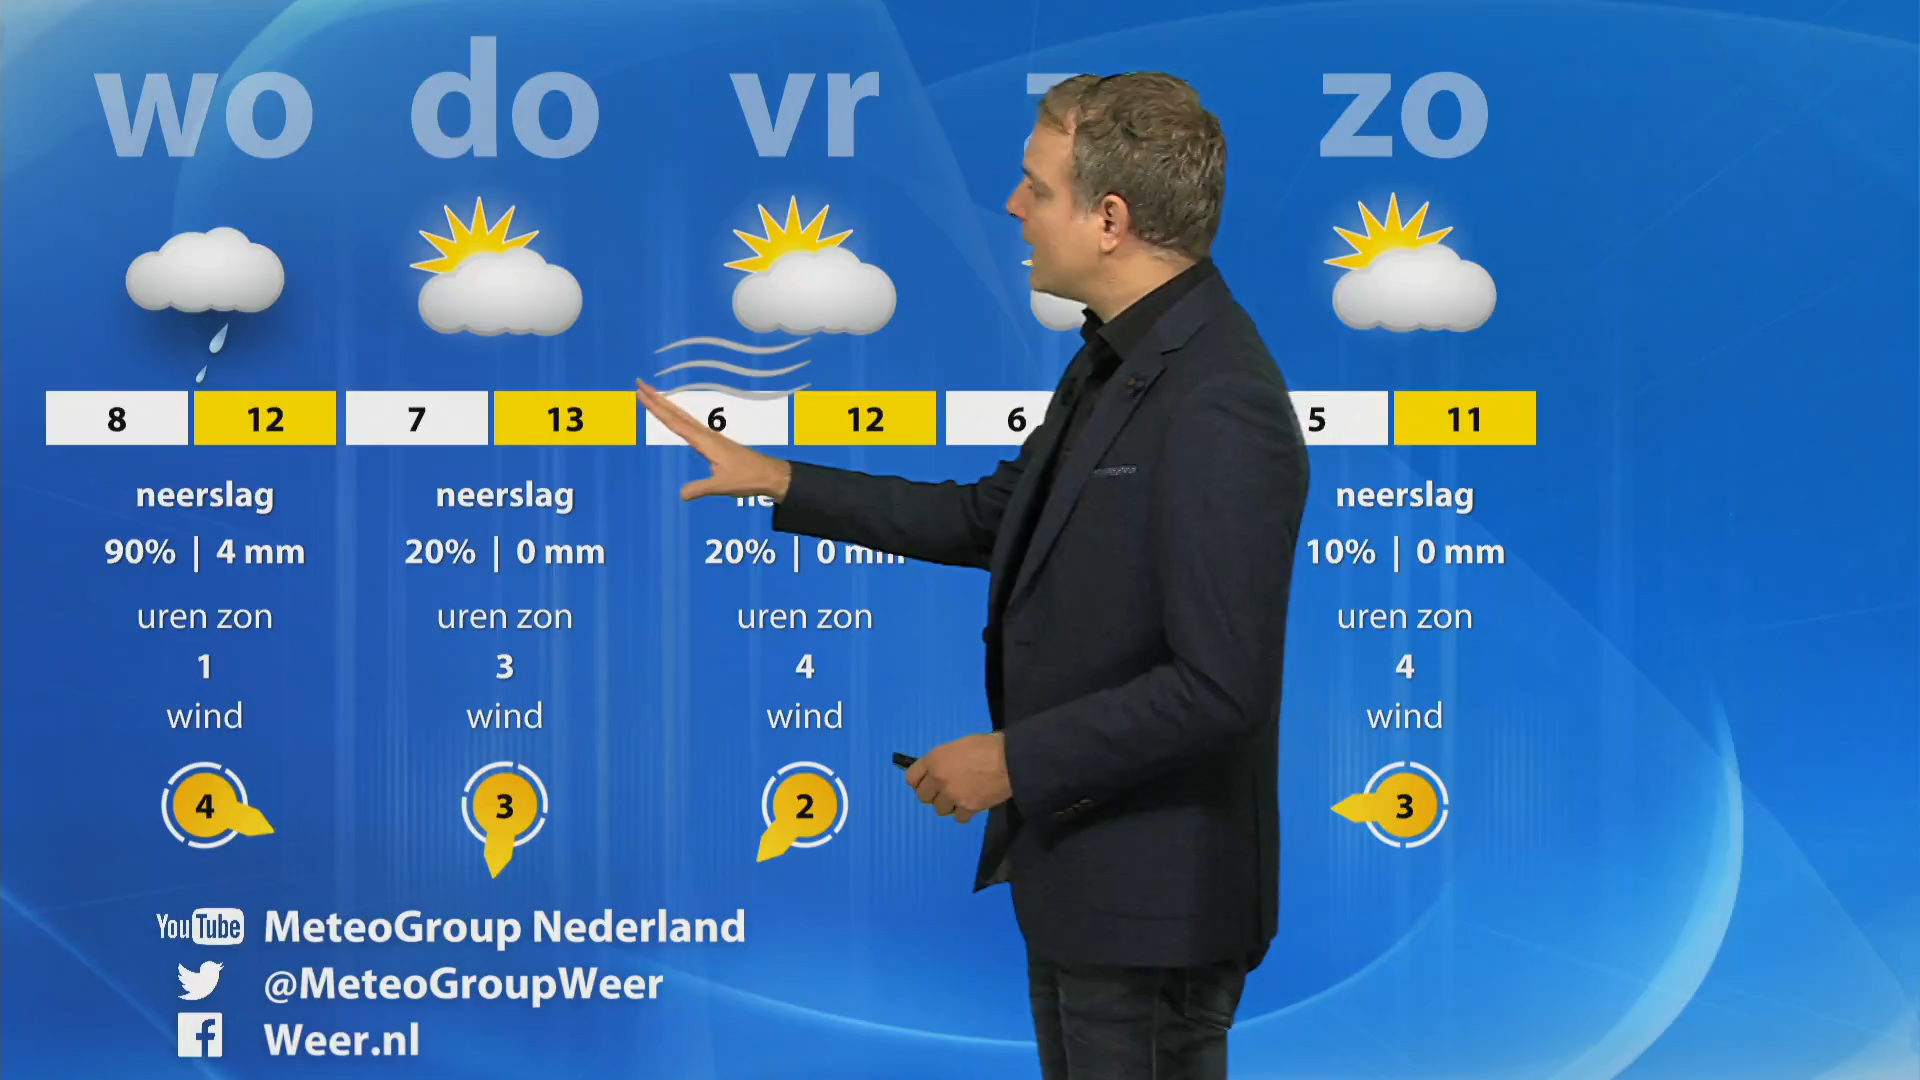 wo do vr zo
8 12 7 13 6 12 6 5 11
neerslag neerslag neerslag
90% | 4 mm 20% | 0 mm 20% | 0 mm 10% | 0 mm
uren zon uren zon uren zon uren zon
1 3 4 4
wind wind wind wind
4 3 2 3
YouTube MeteoGroup Nederland
@MeteoGroupWeer
f Weer.nl